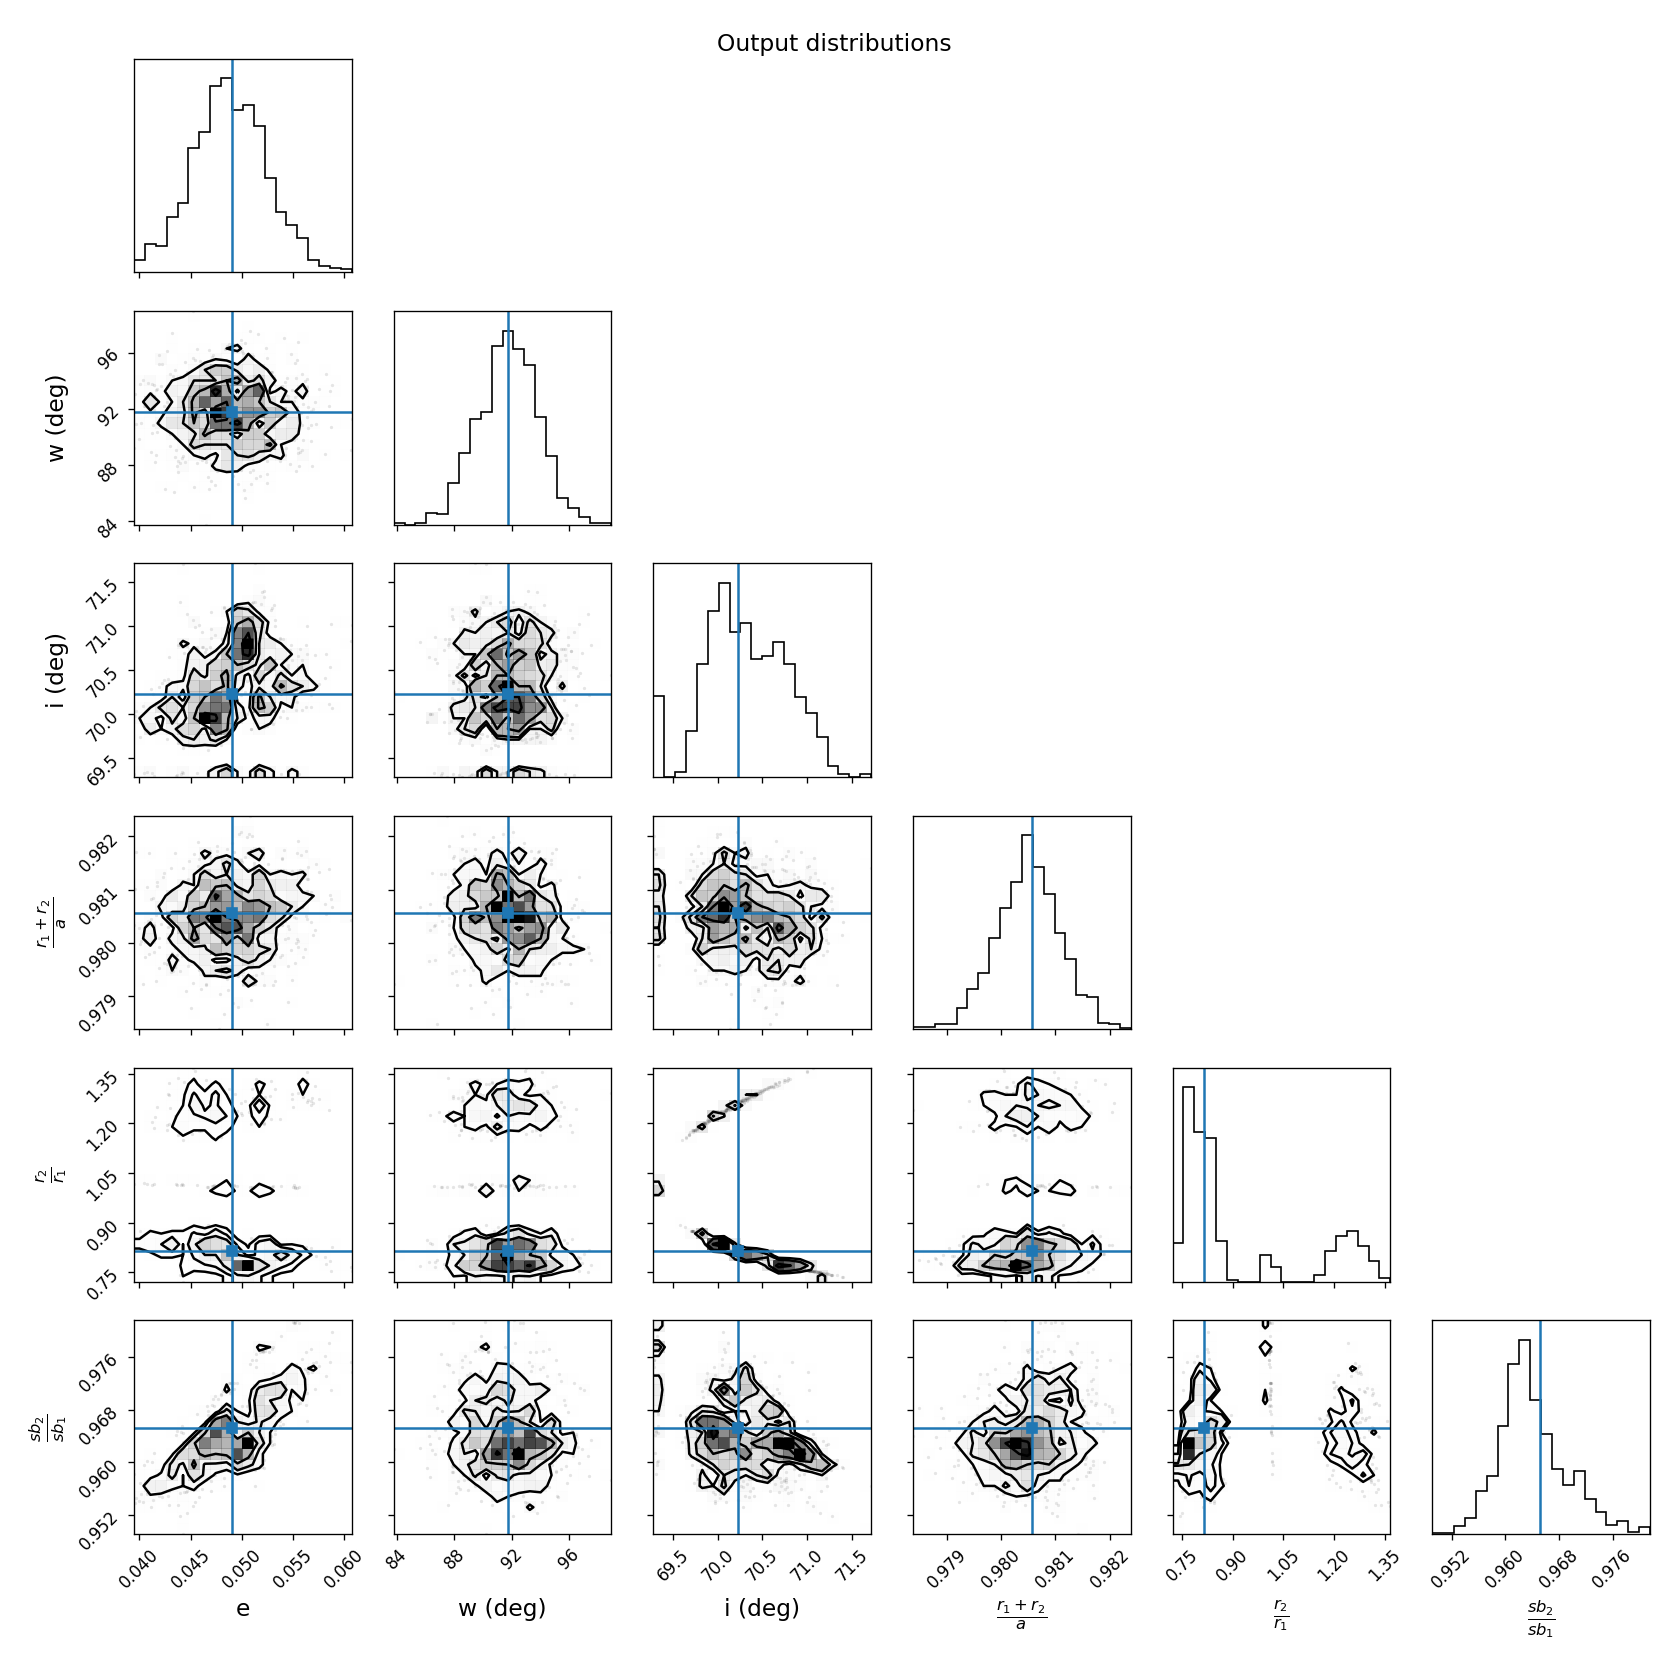 Output distributions
w (deg)
96
92
88
84
i (deg)
71.5
71.0
70.5
70.0
69.5
r₁ + r₂
a
0.982
0.981
0.980
0.979
r₂
r₁
1.35
1.20
1.05
0.90
0.75
sb₂
sb₁
0.976
0.968
0.960
0.952
0.040 0.045 0.050 0.055 0.060 84 88 92 96 69.5 70.0 70.5 71.0 71.5 0.979 0.980 0.981 0.982 0.75 0.90 1.05 1.20 1.35 0.952 0.960 0.968 0.976
e w (deg) i (deg) r₁ + r₂ r₂ sb₂
a r₁ sb₁